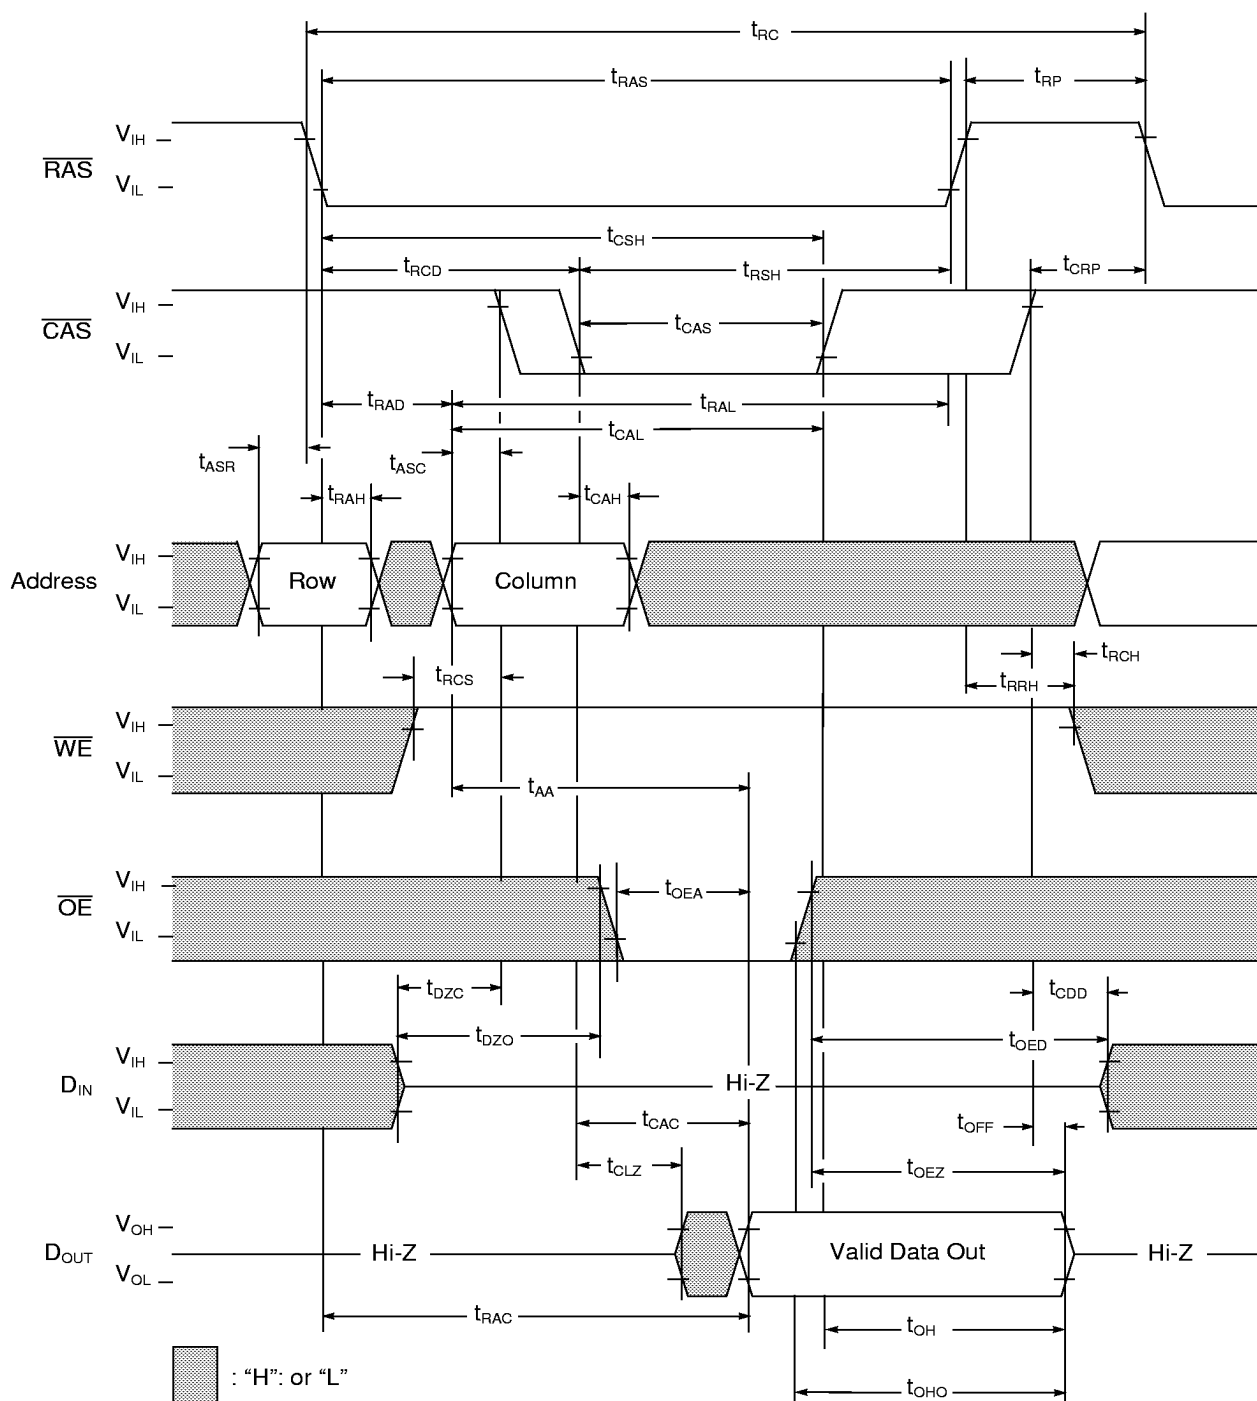 tRC
tRAS
tRP
VIH
RAS
VIL
tCSH
tRCD
tRSH
tCRP
VIH
CAS
tCAS
VIL
tRAD
tRAL
tCAL
tASR
tASC
tRAH
tCAH
VIH
Address
Row
Column
VIL
tRCH
tRCS
tRRH
VIH
WE
VIL
tAA
VIH
tOEA
OE
VIL
tDZC
tCDD
tDZO
tOED
VIH
DIN
Hi-Z
VIL
tCAC
tOFF
tCLZ
tOEZ
VOH
DOUT
Hi-Z
Valid Data Out
Hi-Z
VOL
tRAC
tOH
: “H”: or “L”
tOHO